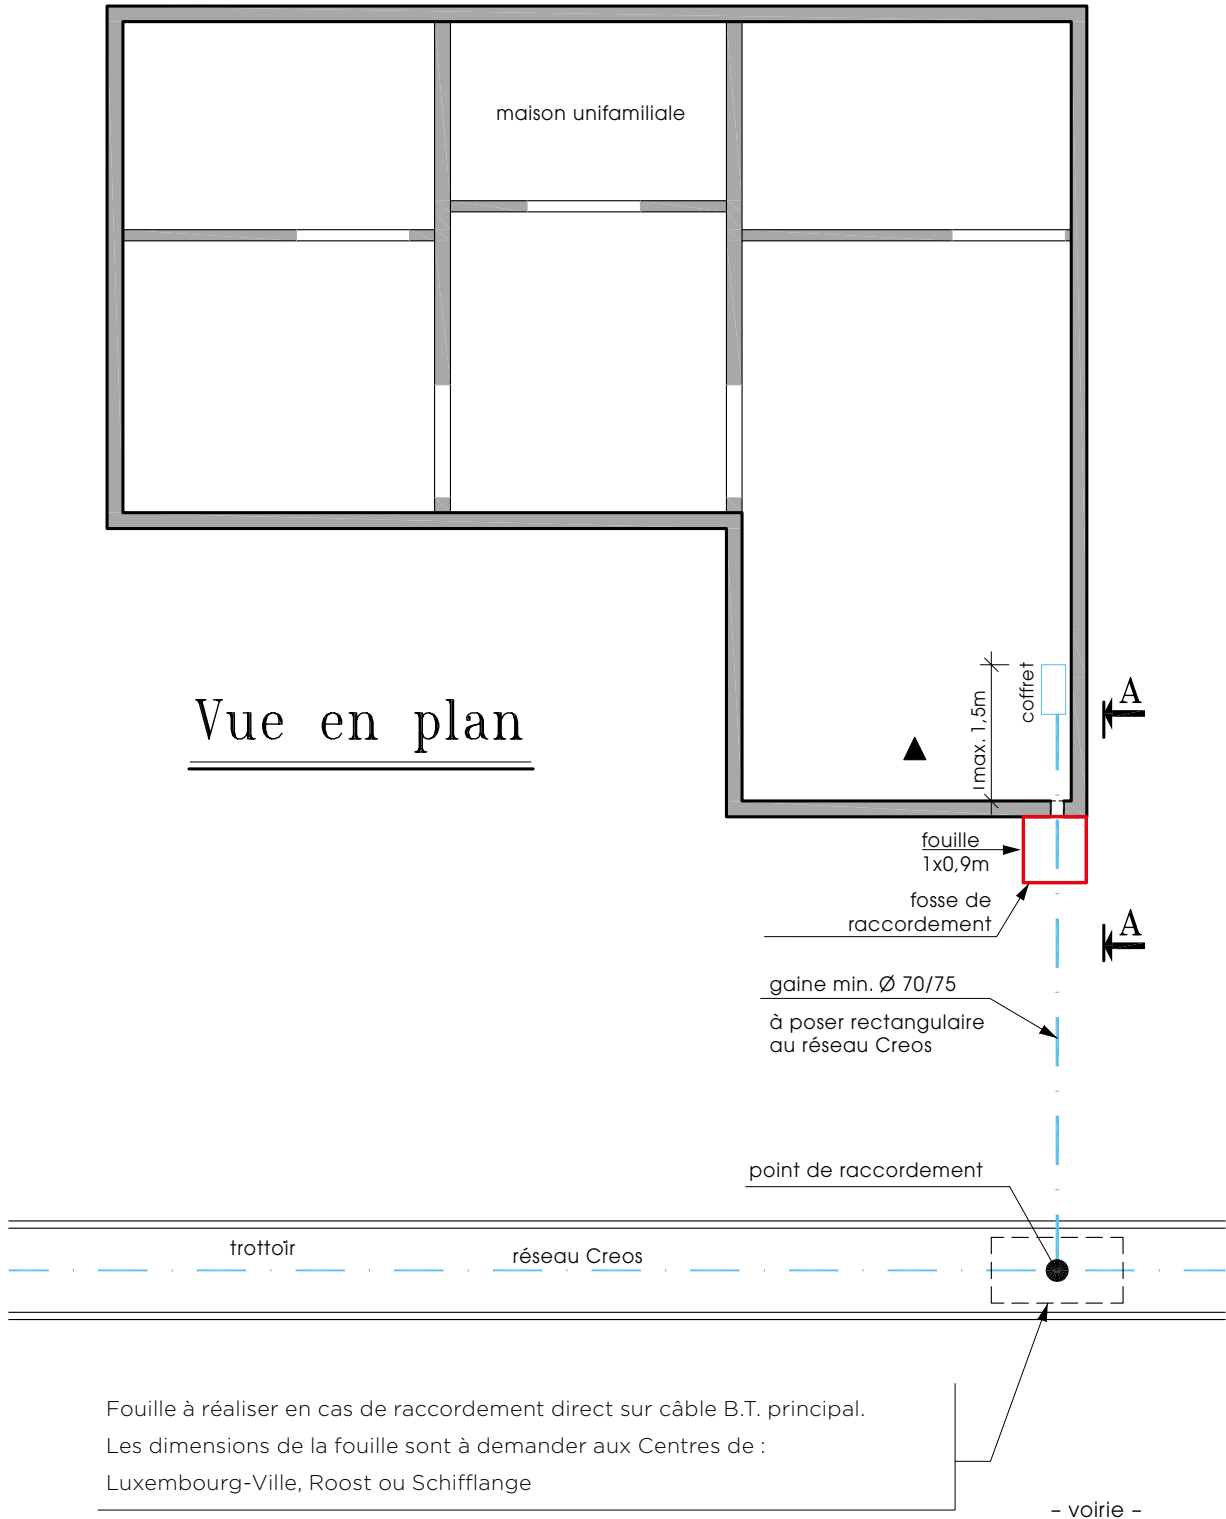 maison unifamiliale
Vue en plan
max. 1,5m
coffret
A
fouille
1x0,9m
fosse de
raccordement
A
gaine min. Ø 70/75
à poser rectangulaire
au réseau Creos
point de raccordement
trottoir
réseau Creos
Fouille à réaliser en cas de raccordement direct sur câble B.T. principal.
Les dimensions de la fouille sont à demander aux Centres de :
Luxembourg-Ville, Roost ou Schifflange
- voirie -